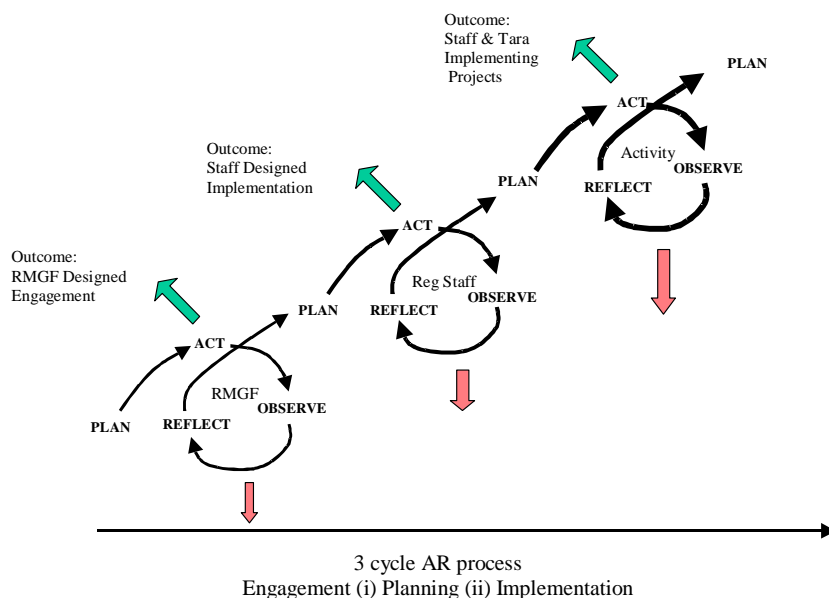 Outcome:
Staff & Tara
Implementing
Projects
PLAN
ACT
Activity
OBSERVE
REFLECT
Outcome:
Staff Designed
Implementation
PLAN
ACT
Reg Staff
OBSERVE
REFLECT
Outcome:
RMGF Designed
Engagement
PLAN
ACT
RMGF
OBSERVE
REFLECT
PLAN
3 cycle AR process
Engagement (i) Planning (ii) Implementation